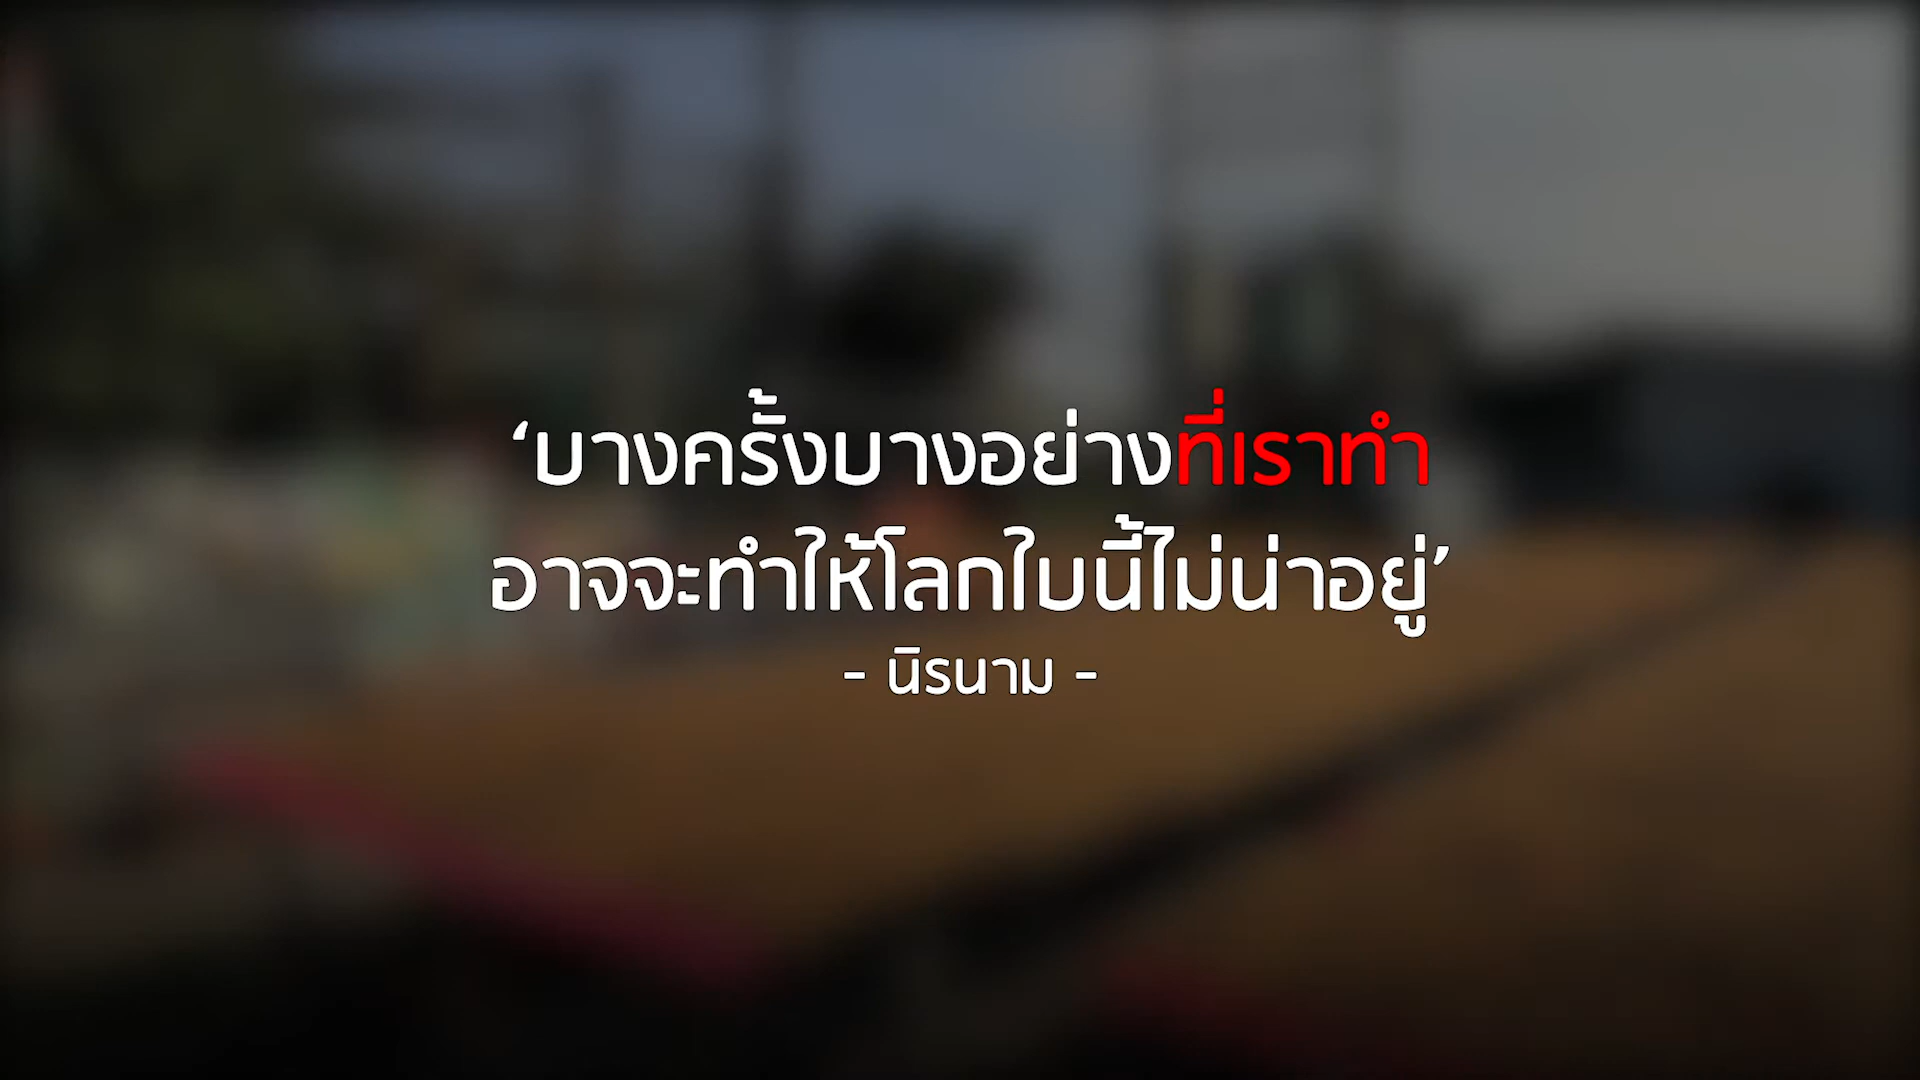 ‘บางครั้งบางอย่างที่เราทำ
อาจจะทำให้โลกใบนี้ไม่น่าอยู่’
- นิรนาม -